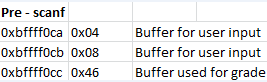 Pre - scanf
0xbffff0ca 0x04 Buffer for user input
0xbffff0cb 0x08 Buffer for user input
0xbffff0cc 0x46 Buffer used for grade